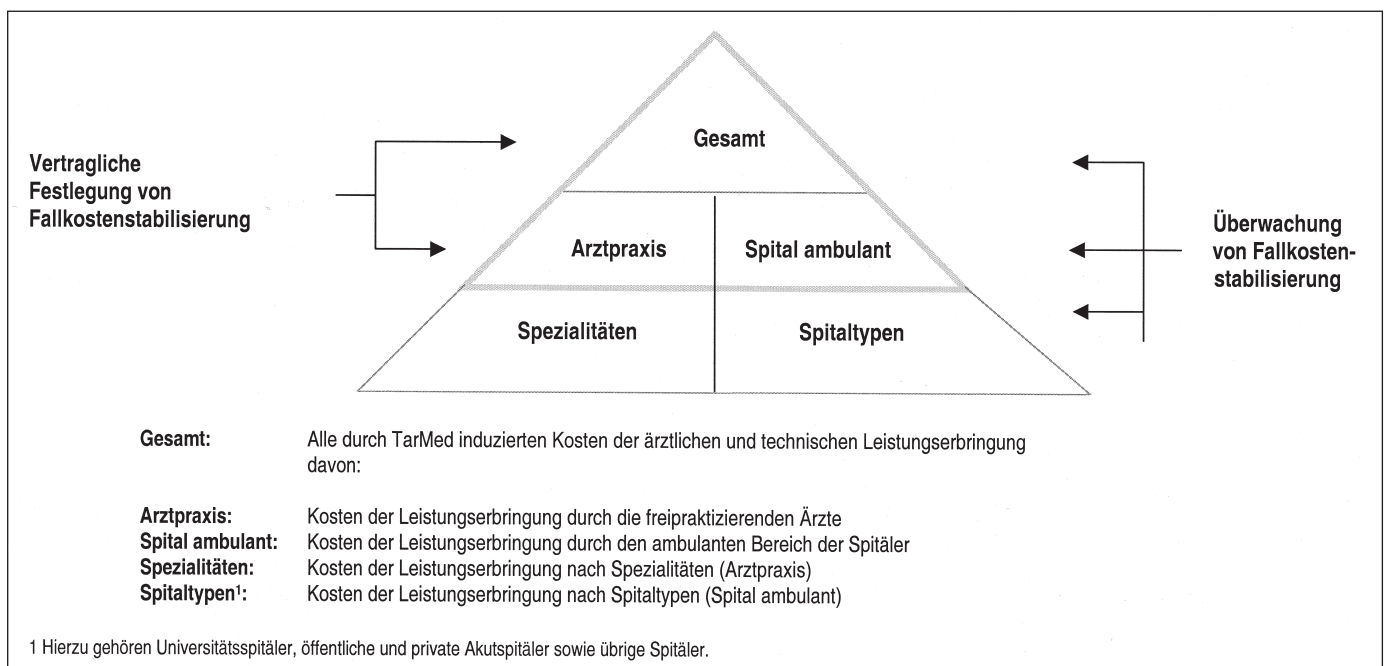 Gesamt
Vertragliche
Festlegung von
Fallkostenstabilisierung
Arztpraxis
Spital ambulant
Überwachung
von Fallkosten-
stabilisierung
Spezialitäten
Spitaltypen
Gesamt: Alle durch TarMed induzierten Kosten der ärztlichen und technischen Leistungserbringung
davon:
Arztpraxis: Kosten der Leistungserbringung durch die freipraktizierenden Ärzte
Spital ambulant: Kosten der Leistungserbringung durch den ambulanten Bereich der Spitäler
Spezialitäten: Kosten der Leistungserbringung nach Spezialitäten (Arztpraxis)
Spitaltypen¹: Kosten der Leistungserbringung nach Spitaltypen (Spital ambulant)
1 Hierzu gehören Universitätsspitäler, öffentliche und private Akutspitäler sowie übrige Spitäler.